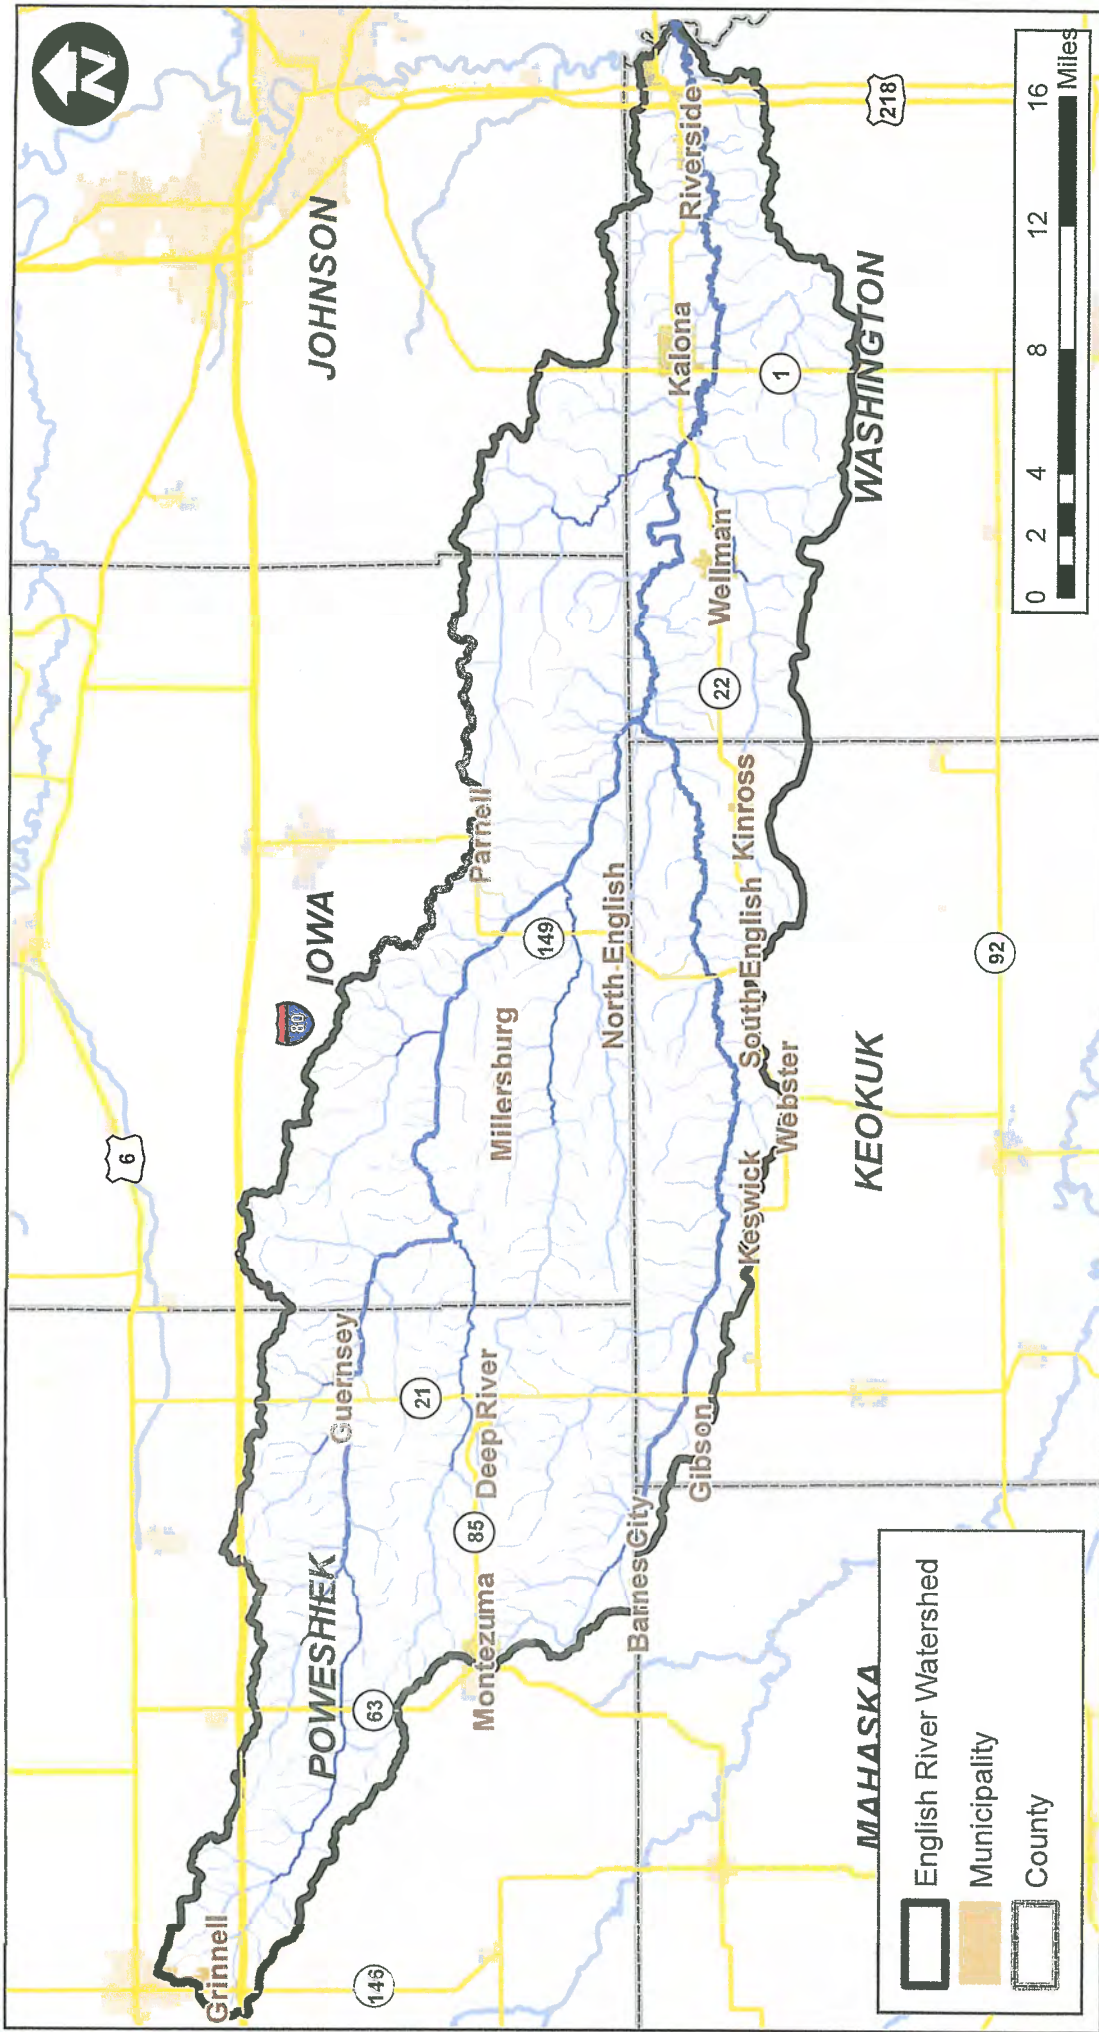 N
6
80
JOHNSON
IOWA
POWESHIEK
Grinnell
146
63
Guernsey
21
Montezuma
85
Deep River
Millersburg
Parnell
149
North-English
Barnes City
Gibson
Keswick
Webster
South English
Kinross
22
Wellman
Kalona
Riverside
1
218
WASHINGTON
KEOKUK
92
MAHASKA
English River Watershed
Municipality
County
0 2 4 8 12 16
Miles